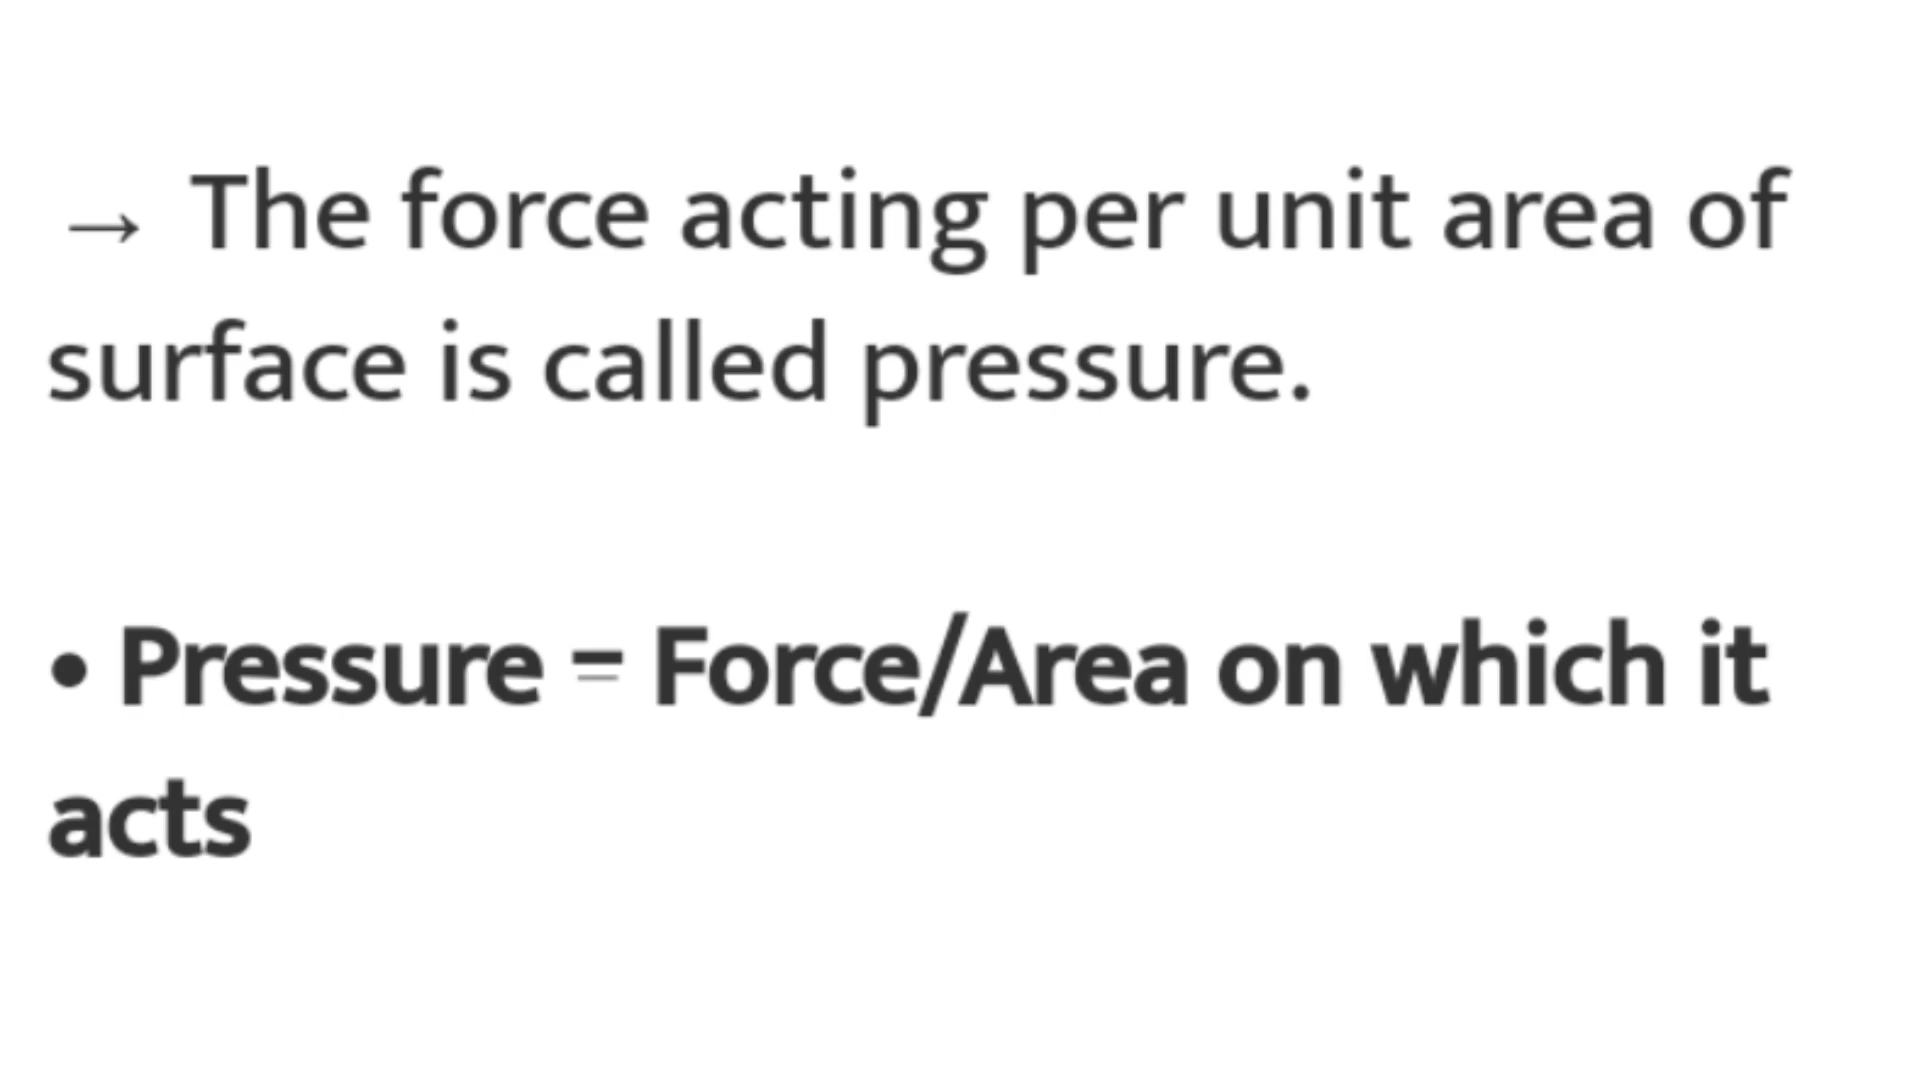 → The force acting per unit area of
surface is called pressure.
• Pressure = Force/Area on which it
acts